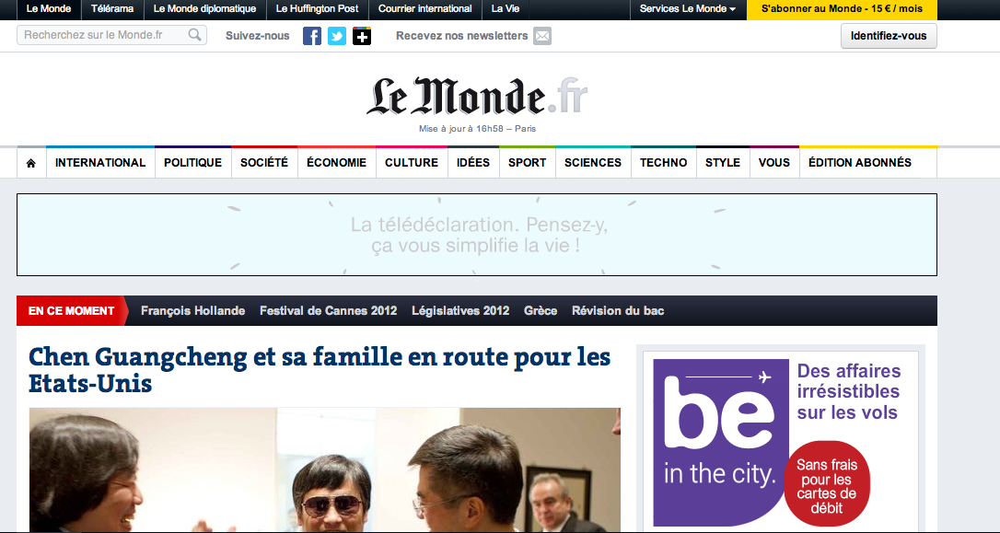 Le Monde Télérama Le Monde diplomatique Le Huffington Post Courrier international La Vie Services Le Monde S'abonner au Monde - 15 € / mois
Recherchez sur le Monde.fr Suivez-nous Recevez nos newsletters Identifiez-vous
Le Monde.fr
Mise à jour à 16h58 – Paris
INTERNATIONAL POLITIQUE SOCIÉTÉ ÉCONOMIE CULTURE IDÉES SPORT SCIENCES TECHNO STYLE VOUS ÉDITION ABONNÉS
La télédéclaration. Pensez-y,
ça vous simplifie la vie !
EN CE MOMENT François Hollande Festival de Cannes 2012 Législatives 2012 Grèce Révision du bac
Chen Guangcheng et sa famille en route pour les
Etats-Unis
be
in the city.
Des affaires
irrésistibles
sur les vols
Sans frais
pour les
cartes de
débit